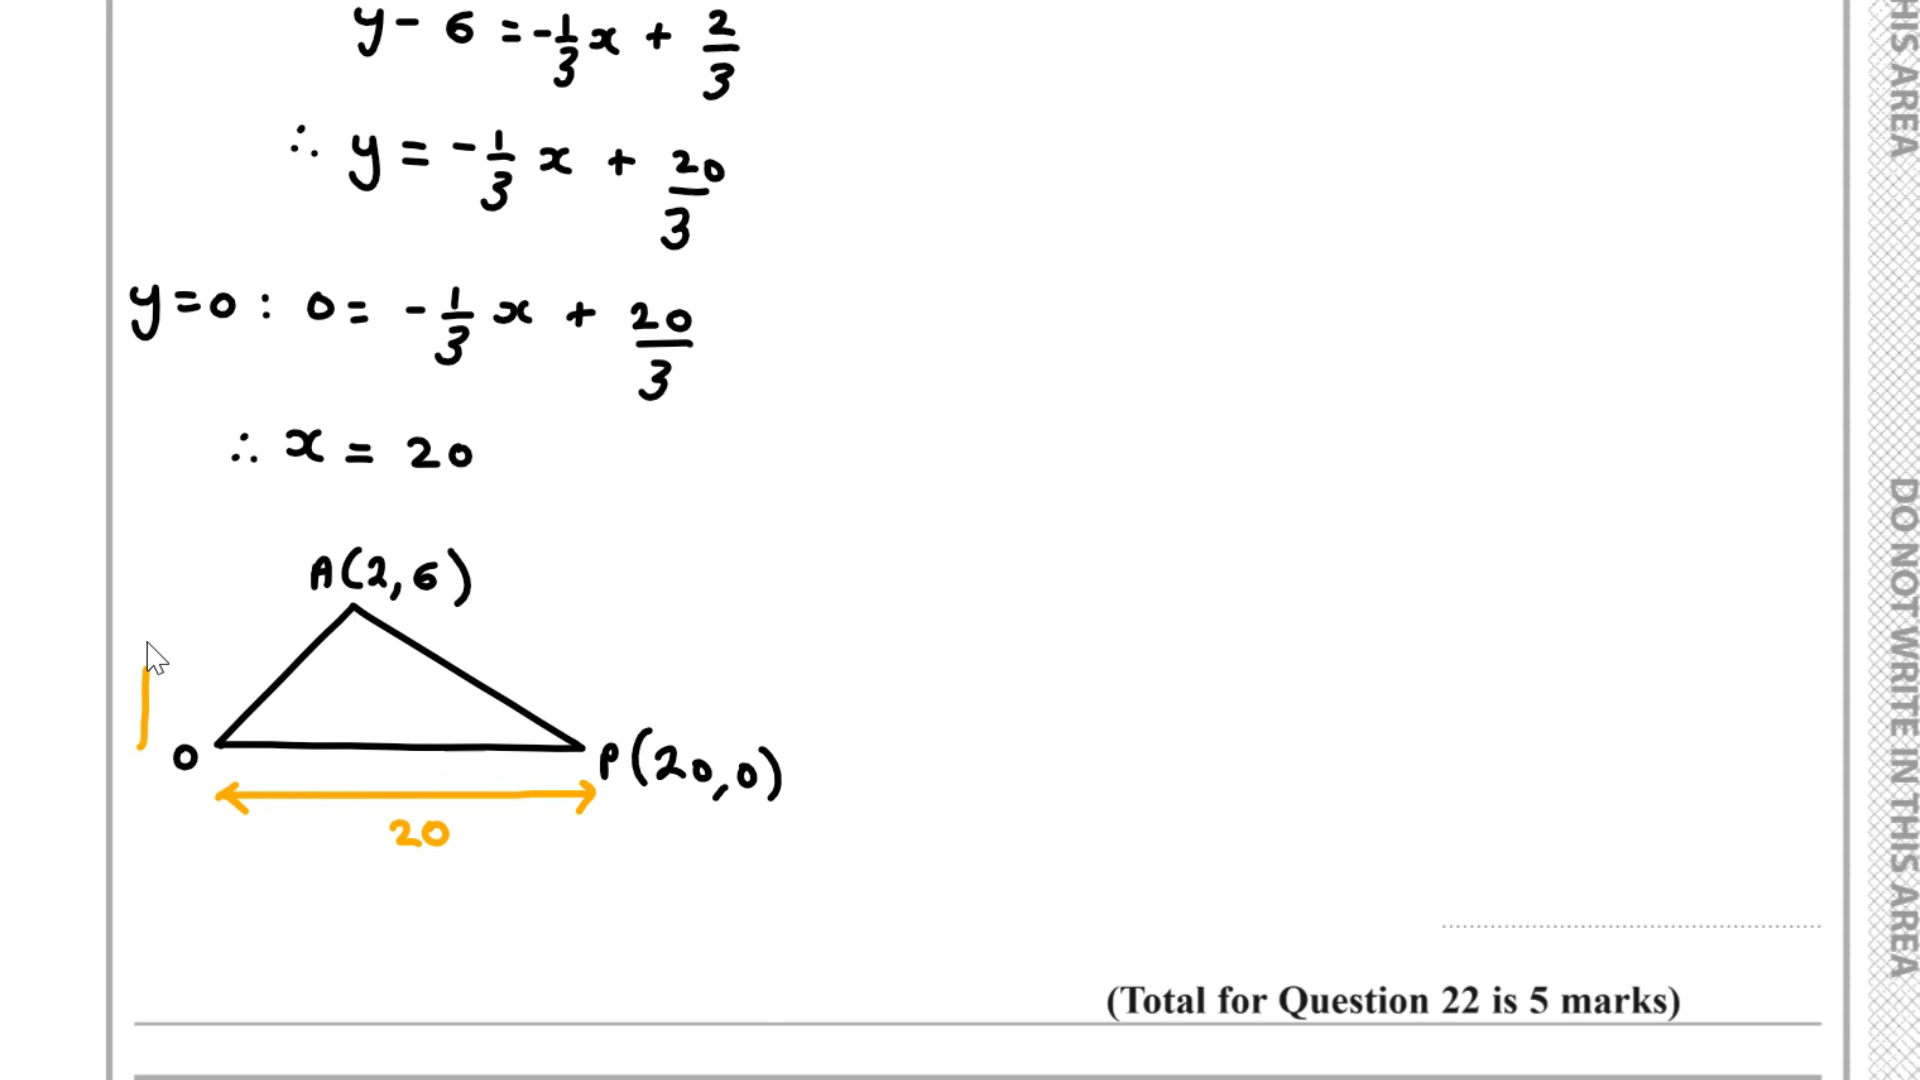 y - 6 = -1/3 x + 2/3
∴ y = -1/3 x + 20/3
y=0 : 0 = -1/3 x + 20/3
∴ x = 20
A(2,6)
O
P(20,0)
20
(Total for Question 22 is 5 marks)
HIS AREA
DO NOT WRITE IN THIS AREA